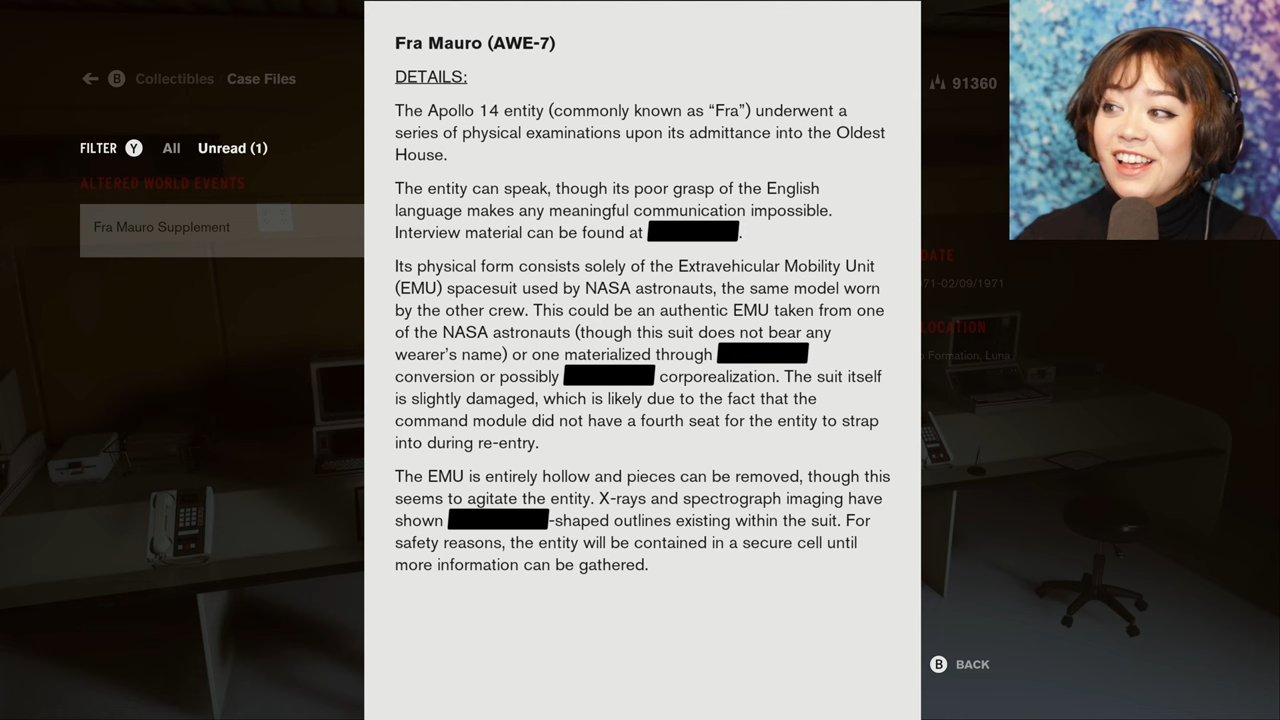 Fra Mauro (AWE-7)
DETAILS:
The Apollo 14 entity (commonly known as “Fra”) underwent a
series of physical examinations upon its admittance into the Oldest
House.
The entity can speak, though its poor grasp of the English
language makes any meaningful communication impossible.
Interview material can be found at .
Its physical form consists solely of the Extravehicular Mobility Unit
(EMU) spacesuit used by NASA astronauts, the same model worn
by the other crew. This could be an authentic EMU taken from one
of the NASA astronauts (though this suit does not bear any
wearer's name) or one materialized through
conversion or possibly corporealization. The suit itself
is slightly damaged, which is likely due to the fact that the
command module did not have a fourth seat for the entity to strap
into during re-entry.
The EMU is entirely hollow and pieces can be removed, though this
seems to agitate the entity. X-rays and spectrograph imaging have
shown -shaped outlines existing within the suit. For
safety reasons, the entity will be contained in a secure cell until
more information can be gathered.
B Collectibles / Case Files
FILTER Y All Unread (1)
ALTERED WORLD EVENTS
Fra Mauro Supplement
91360
DATE
71-02/09/1971
LOCATION
Formation, Luna
B BACK